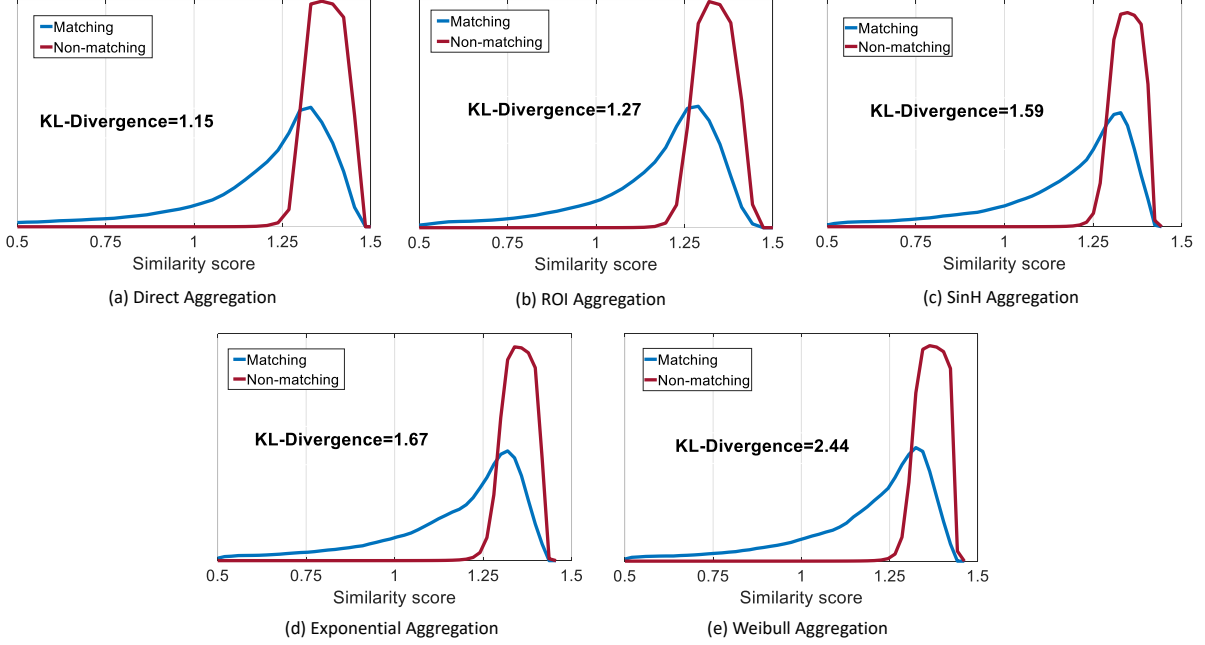 Matching
Non-matching
KL-Divergence=1.15
0.5 0.75 1 1.25 1.5
Similarity score
(a) Direct Aggregation
Matching
Non-matching
KL-Divergence=1.27
0.5 0.75 1 1.25 1.5
Similarity score
(b) ROI Aggregation
Matching
Non-matching
KL-Divergence=1.59
0.5 0.75 1 1.25 1.5
Similarity score
(c) SinH Aggregation
Matching
Non-matching
KL-Divergence=1.67
0.5 0.75 1 1.25 1.5
Similarity score
(d) Exponential Aggregation
Matching
Non-matching
KL-Divergence=2.44
0.5 0.75 1 1.25 1.5
Similarity score
(e) Weibull Aggregation